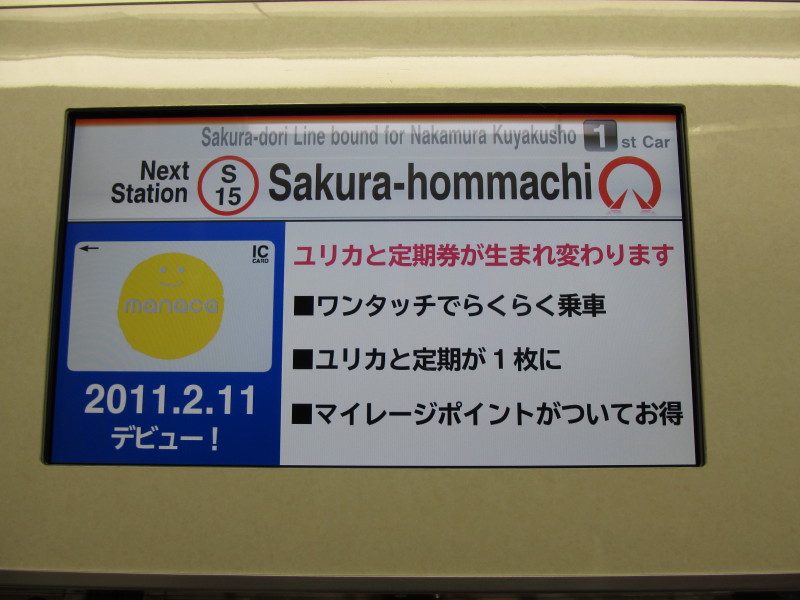 Sakura-dori Line bound for Nakamura Kuyakusho 1 st Car
Next Station S 15 Sakura-hommachi
IC CARD
manaca
2011.2.11
デビュー！
ユリカと定期券が生まれ変わります
■ワンタッチでらくらく乗車
■ユリカと定期が１枚に
■マイレージポイントがついてお得